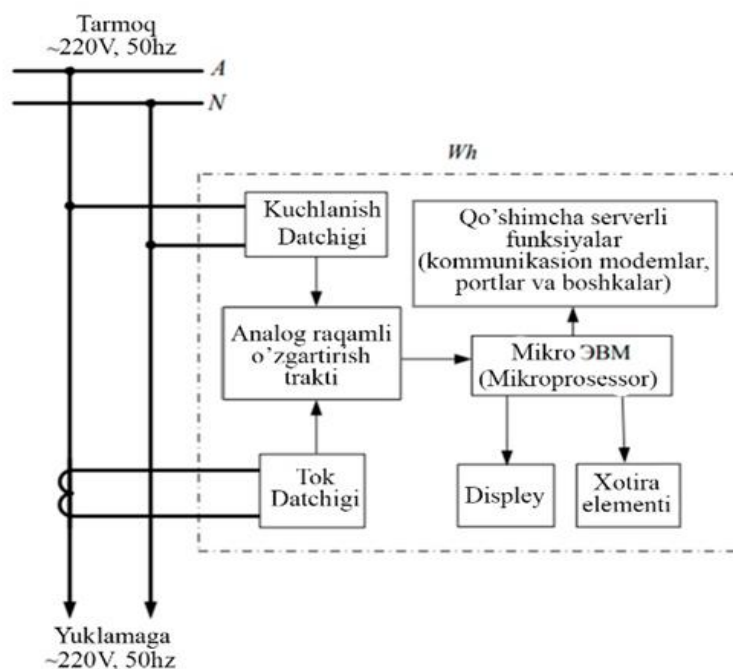 Tarmoq
~220V, 50hz
A
N
Wh
Kuchlanish
Datchigi
Qo'shimcha serverli
funksiyalar
(kommunikasion modemlar,
portlar va boshkalar)
Analog raqamli
o'zgartirish
trakti
Mikro ЭВМ
(Mikroprosessor)
Tok
Datchigi
Displey
Xotira
elementi
Yuklamaga
~220V, 50hz